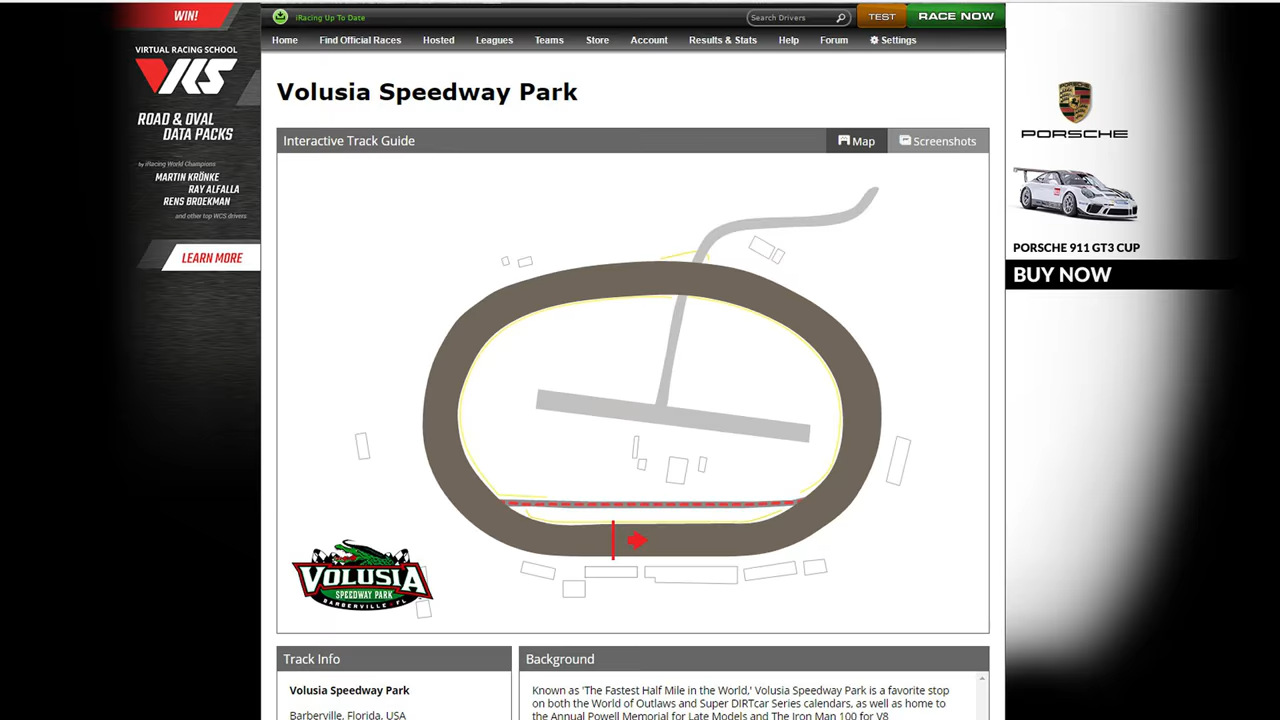 WIN!
VIRTUAL RACING SCHOOL
VRS
ROAD & OVAL
DATA PACKS
by iRacing World Champions
MARTIN KRÖNKE
RAY ALFALLA
RENS BROEKMAN
and other top WCS drivers
LEARN MORE
iRacing Up To Date
Search Drivers
TEST
RACE NOW
Home Find Official Races Hosted Leagues Teams Store Account Results & Stats Help Forum Settings
Volusia Speedway Park
Interactive Track Guide
Map
Screenshots
VOLUSIA
SPEEDWAY PARK
BARBERVILLE FL
Track Info
Volusia Speedway Park
Barberville, Florida, USA
Background
Known as 'The Fastest Half Mile in the World,' Volusia Speedway Park is a favorite stop
on both the World of Outlaws and Super DIRTcar Series calendars, as well as home to
the Annual Powell Memorial for Late Models and The Iron Man 100 for V8
PORSCHE
PORSCHE 911 GT3 CUP
BUY NOW